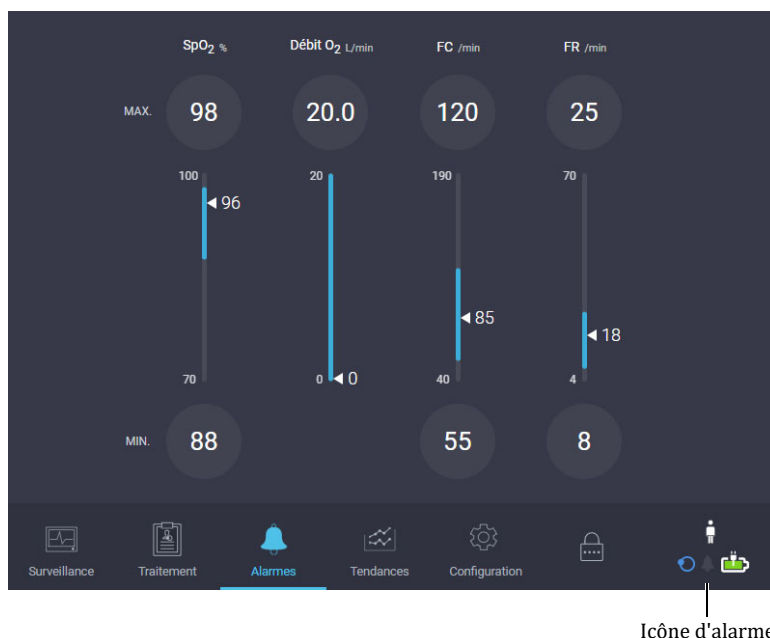 SpO2 % Débit O2 L/min FC /min FR /min
MAX. 98 20.0 120 25
100 20 190 70
96
85
18
70 0 0 40 4
MIN. 88 55 8
Surveillance Traitement Alarmes Tendances Configuration
Icône d'alarme